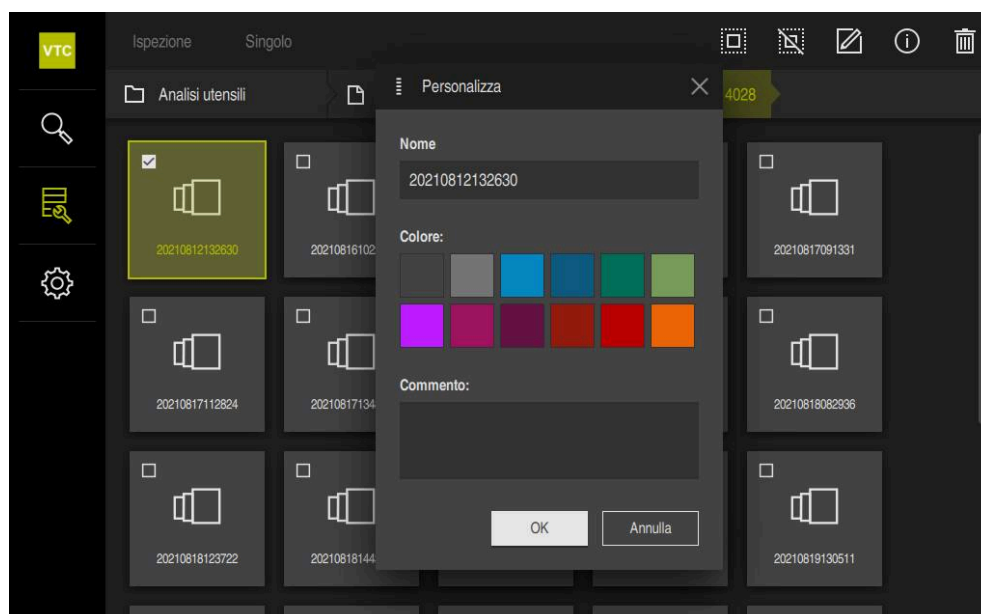 VTC
Ispezione Singolo
Analisi utensili
4028
Personalizza
Nome
20210812132630
Colore:
Commento:
OK Annulla
20210812132630 20210816102 20210817091331
20210817112824 20210817134 20210818082936
20210818123722 20210818144 20210819130511